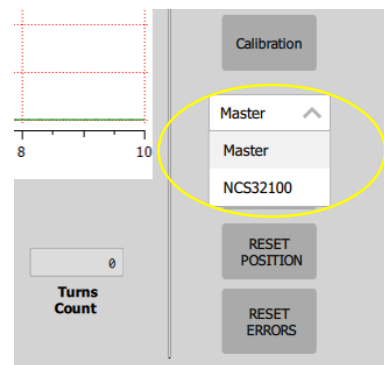 Calibration
Master
Master
NCS32100
8
10
0
Turns
Count
RESET
POSITION
RESET
ERRORS